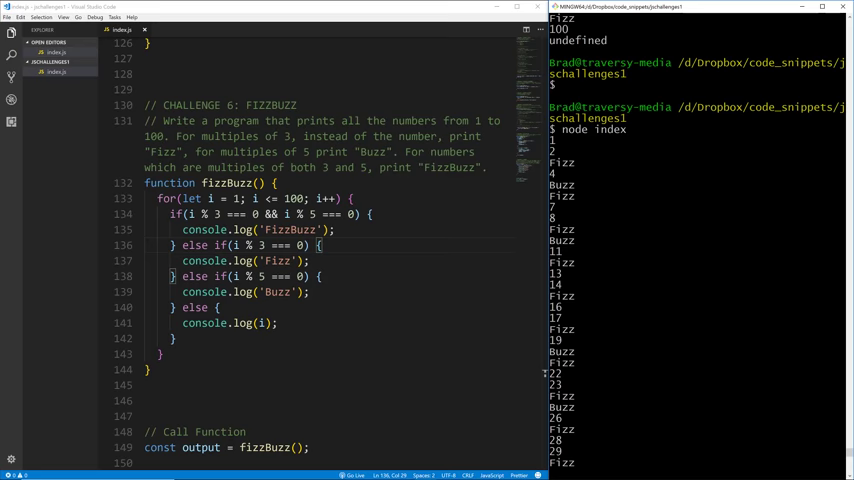 index.js - jschallenges1
File Edit Selection View Go Debug Tasks Help
EXPLORER
OPEN EDITORS
index.js
JSCHALLENGES1
index.js
index.js
126 }
127
128
129
130 // CHALLENGE 6: FIZZBUZZ
131 // Write a program that prints all the numbers from 1 to
100. For multiples of 3, instead of the number, print
"Fizz", for multiples of 5 print "Buzz". For numbers
which are multiples of both 3 and 5, print "FizzBuzz".
132 function fizzBuzz() {
133 for(let i = 1; i <= 100; i++) {
134 if(i % 3 === 0 && i % 5 === 0) {
135 console.log('FizzBuzz');
136 } else if(i % 3 === 0) {
137 console.log('Fizz');
138 } else if(i % 5 === 0) {
139 console.log('Buzz');
140 } else {
141 console.log(i);
142 }
143 }
144 }
145
146
147
148 // Call Function
149 const output = fizzBuzz();
150
0 0
Go Live Ln 136, Col 29 Spaces: 2 UTF-8 CRLF JavaScript Prettier
MINGW64:/d/Dropbox/code_snippets/jschallenges1
Fizz
100
undefined
Brad@traversy-media /d/Dropbox/code_snippets/j
schallenges1
$
Brad@traversy-media /d/Dropbox/code_snippets/j
schallenges1
$ node index
1
2
Fizz
4
Buzz
Fizz
7
8
Fizz
Buzz
11
Fizz
13
14
Fizz
16
17
Fizz
19
Buzz
Fizz
22
23
Fizz
Buzz
26
Fizz
28
29
Fizz